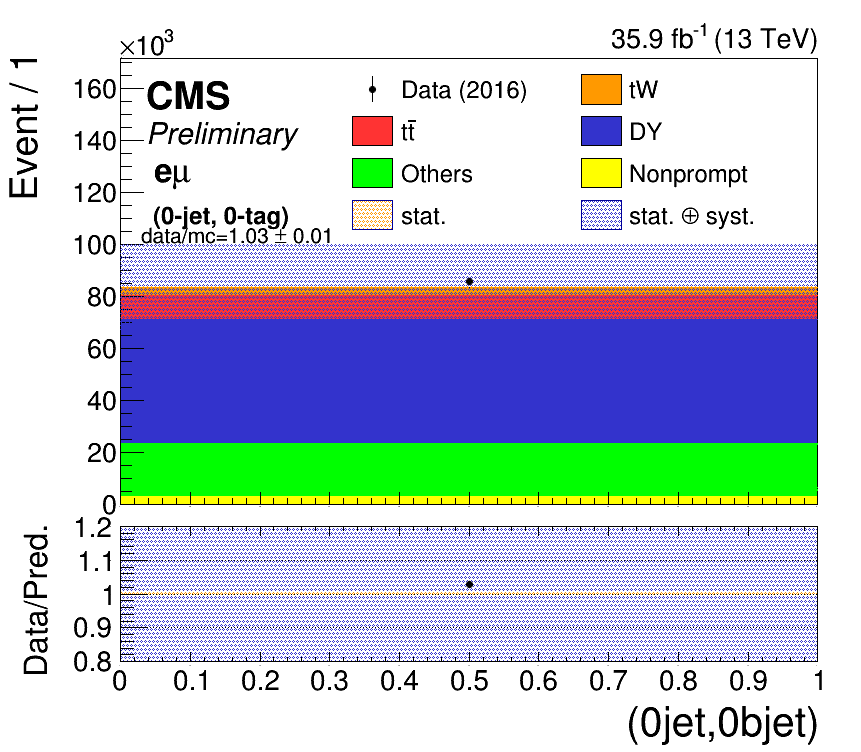 ×10³
35.9 fb⁻¹ (13 TeV)
Event / 1
CMS
Preliminary
eμ
(0-jet, 0-tag)
data/mc=1.03 ± 0.01
Data (2016)
tW
tt̄
DY
Others
Nonprompt
stat.
stat. ⊕ syst.
160
140
120
100
80
60
40
20
0
Data/Pred.
1.2
1.1
1
0.9
0.8
0 0.1 0.2 0.3 0.4 0.5 0.6 0.7 0.8 0.9 1
(0jet,0bjet)